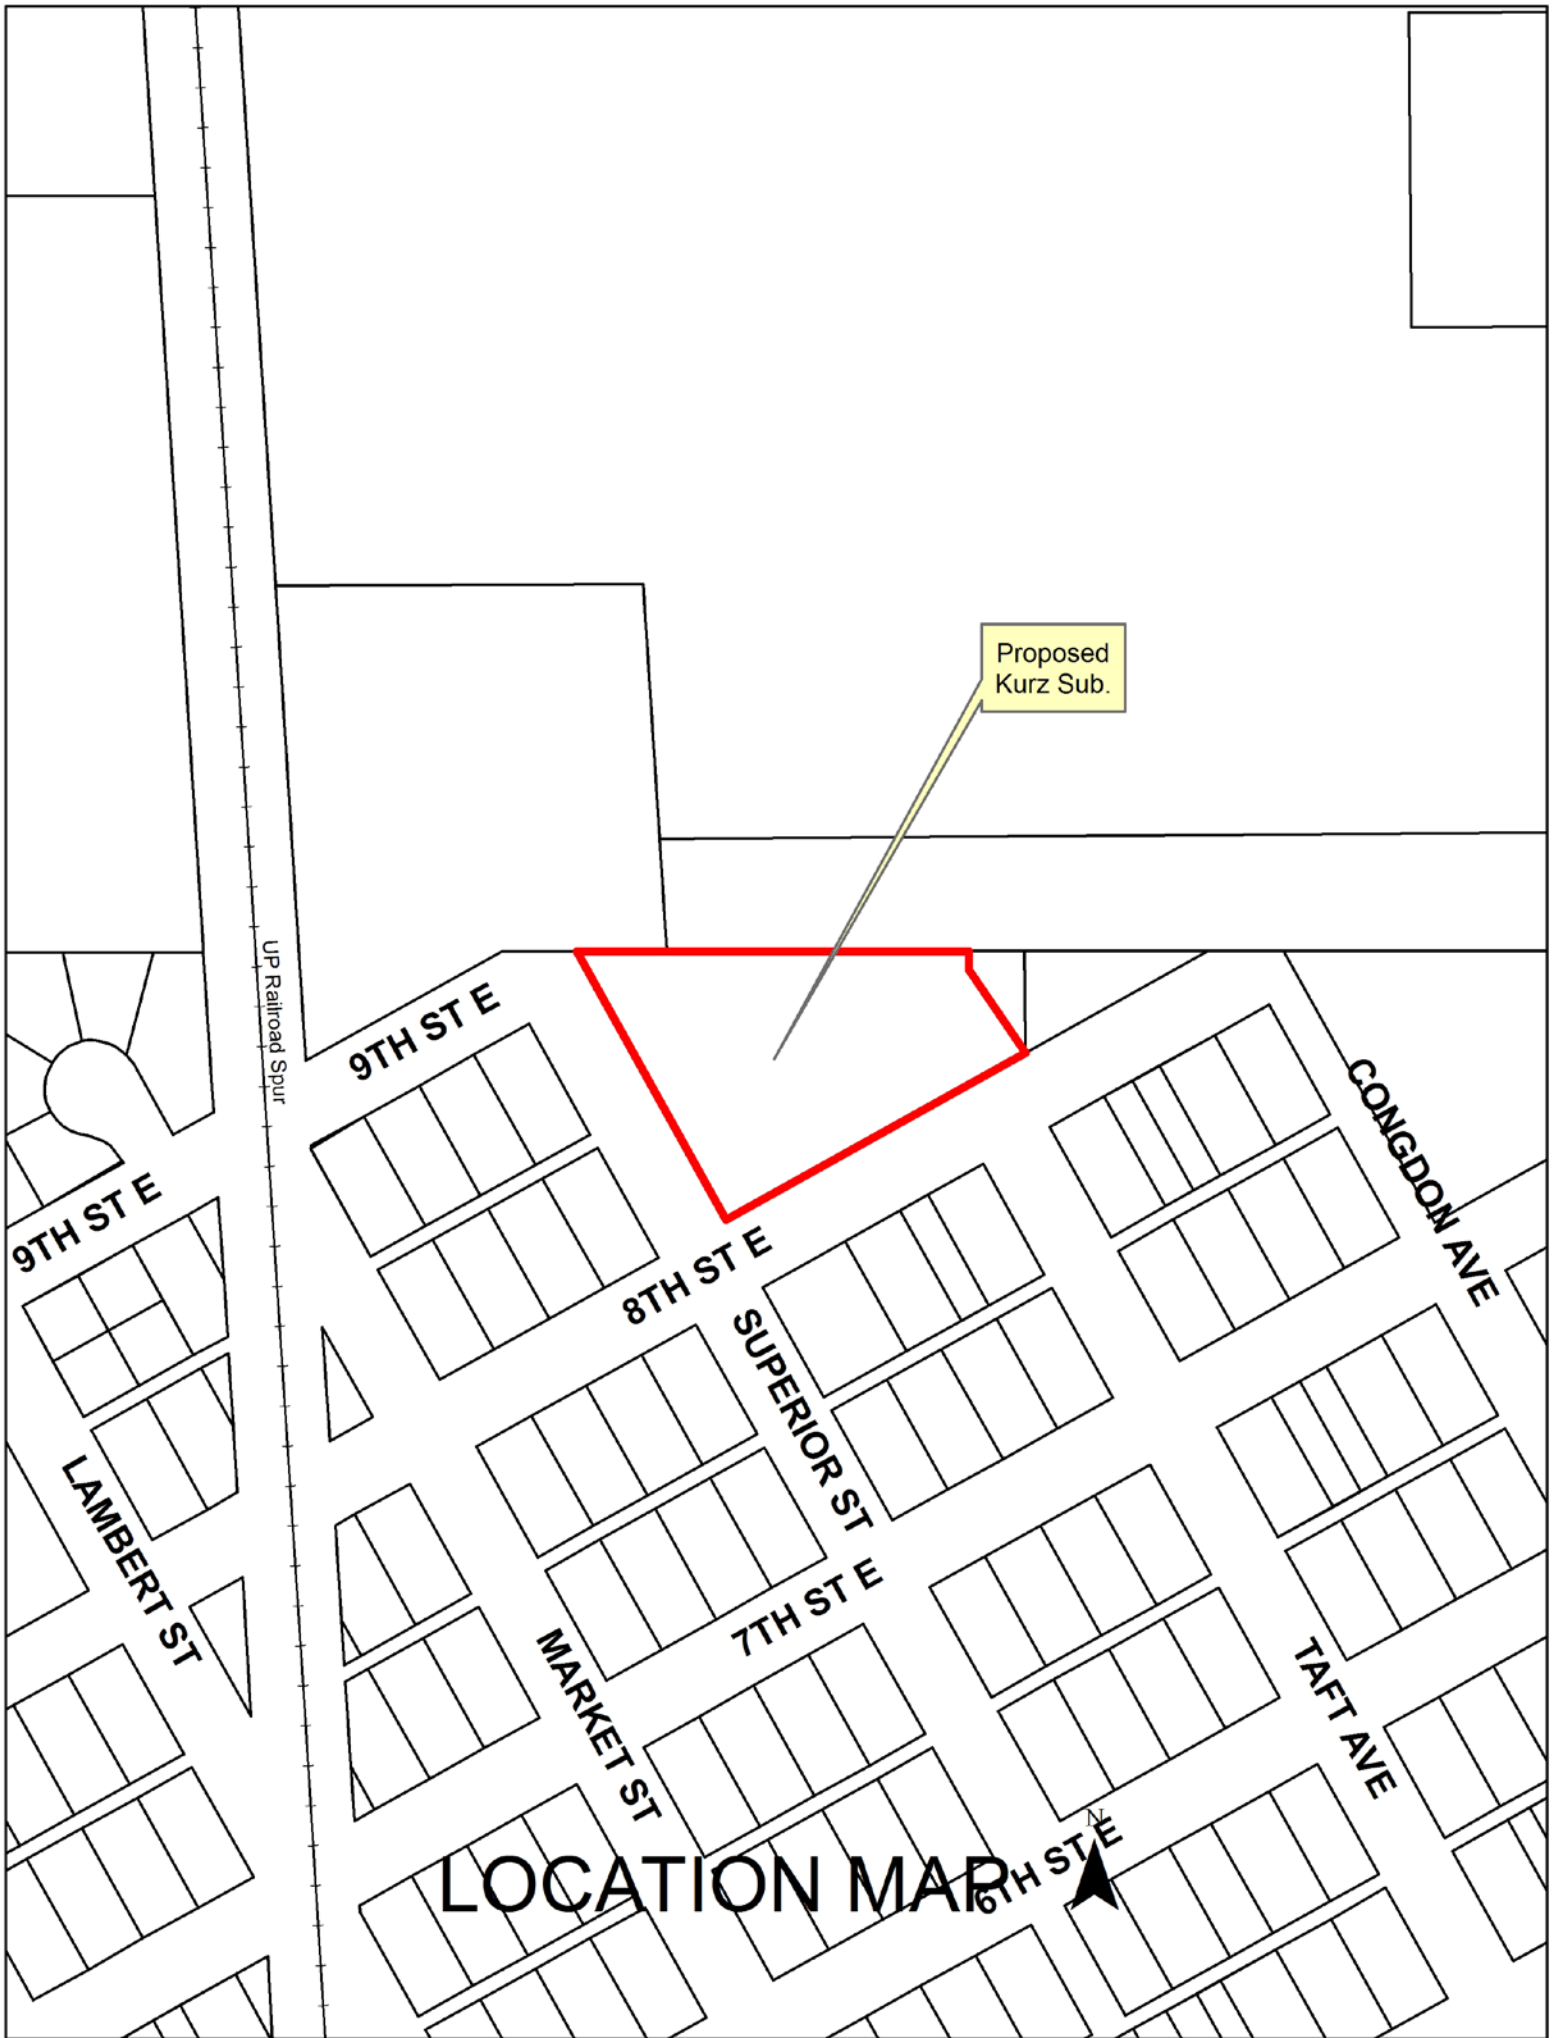 Proposed
Kurz Sub.
UP Railroad Spur
9TH ST E
CONGDON AVE
9TH ST E
8TH ST E
SUPERIOR ST
LAMBERT ST
7TH ST E
MARKET ST
TAFT AVE
N
6TH ST E
LOCATION MAP